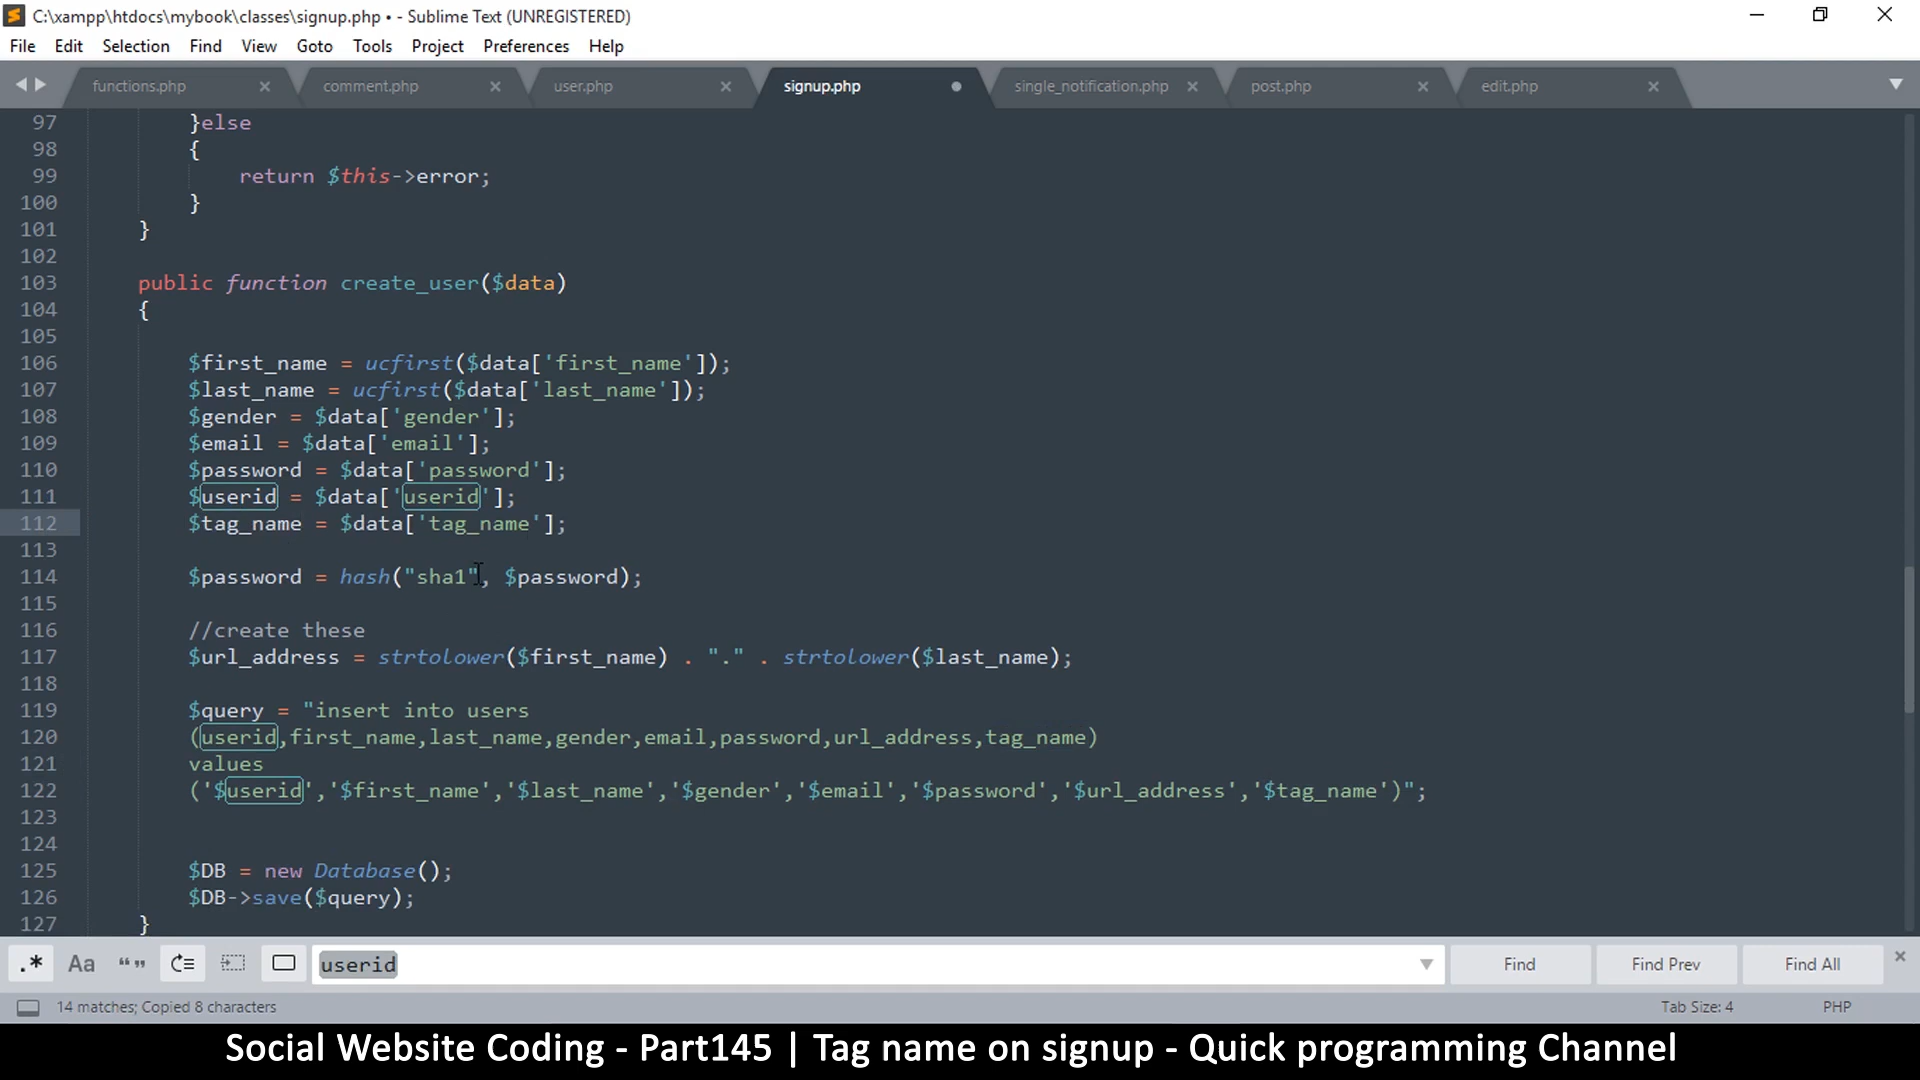 C:\xampp\htdocs\mybook\classes\signup.php • - Sublime Text (UNREGISTERED)
File Edit Selection Find View Goto Tools Project Preferences Help
functions.php comment.php user.php signup.php single_notification.php post.php edit.php
97 }else
98 {
99 return $this->error;
100 }
101 }
102
103 public function create_user($data)
104 {
105
106 $first_name = ucfirst($data['first_name']);
107 $last_name = ucfirst($data['last_name']);
108 $gender = $data['gender'];
109 $email = $data['email'];
110 $password = $data['password'];
111 $userid = $data['userid'];
112 $tag_name = $data['tag_name'];
113
114 $password = hash("sha1", $password);
115
116 //create these
117 $url_address = strtolower($first_name) . "." . strtolower($last_name);
118
119 $query = "insert into users
120 (userid,first_name,last_name,gender,email,password,url_address,tag_name)
121 values
122 ('$userid','$first_name','$last_name','$gender','$email','$password','$url_address','$tag_name')";
123
124
125 $DB = new Database();
126 $DB->save($query);
127 }
.* Aa “” userid Find Find Prev Find All
14 matches; Copied 8 characters Tab Size: 4 PHP
Social Website Coding - Part145 | Tag name on signup - Quick programming Channel